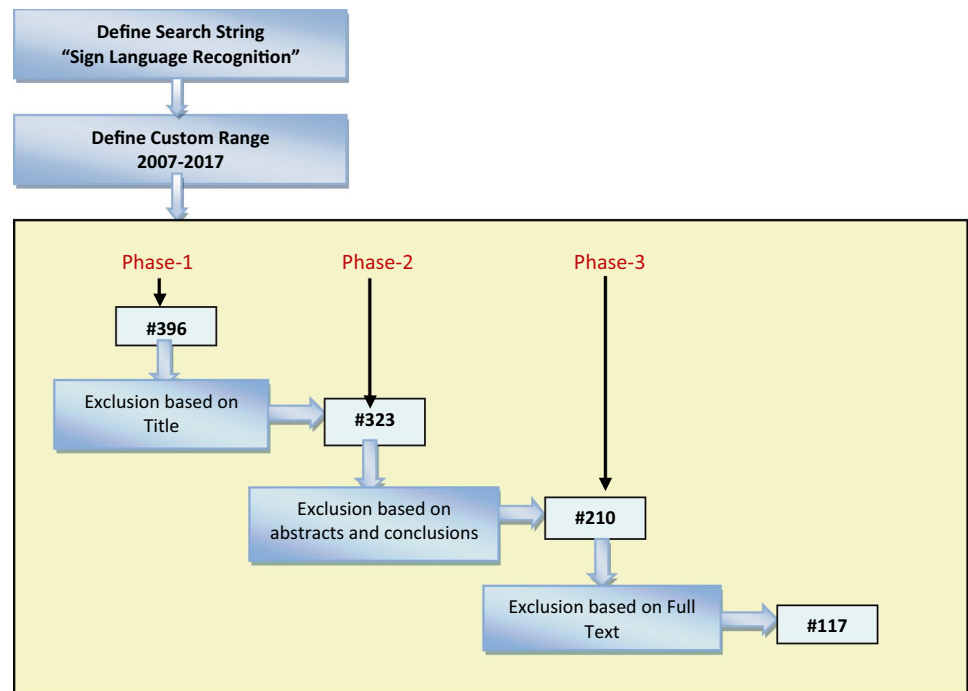 Define Search String
“Sign Language Recognition”
Define Custom Range
2007-2017
Phase-1
Phase-2
Phase-3
#396
Exclusion based on
Title
#323
Exclusion based on
abstracts and conclusions
#210
Exclusion based on Full
Text
#117